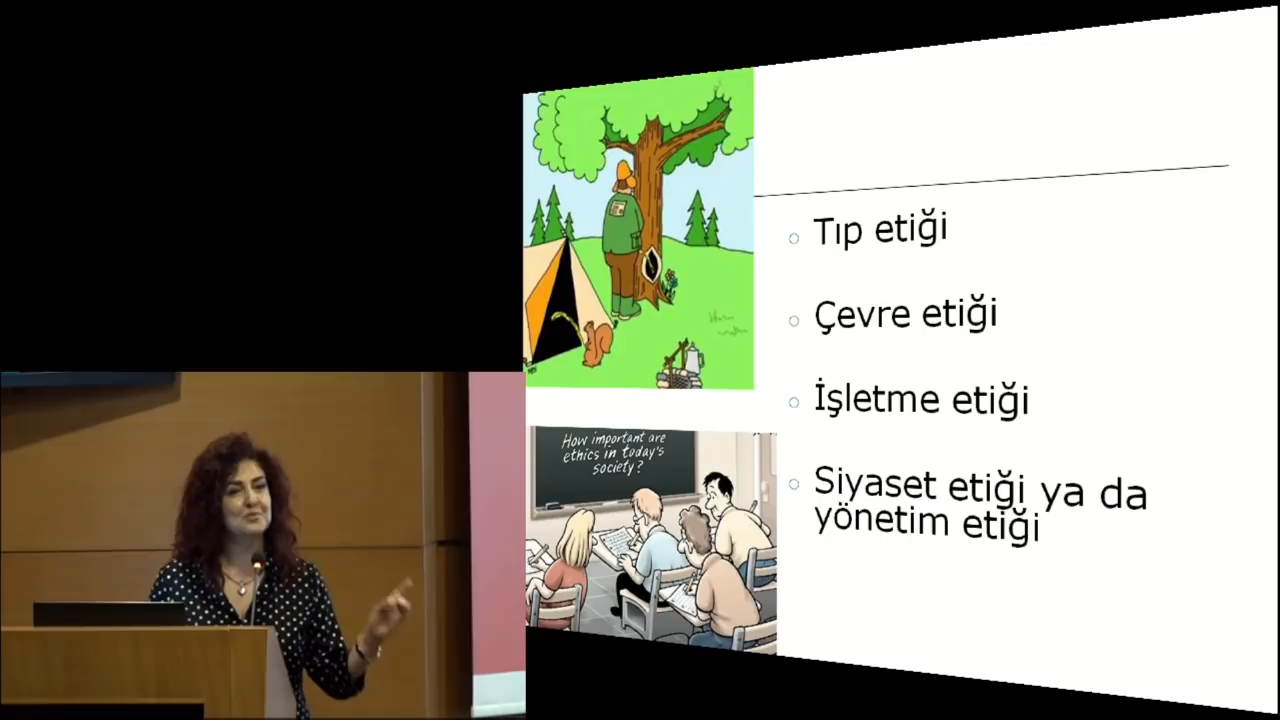 Tıp etiği
Çevre etiği
İşletme etiği
Siyaset etiği ya da
yönetim etiği
How important are
ethics in today's
society?